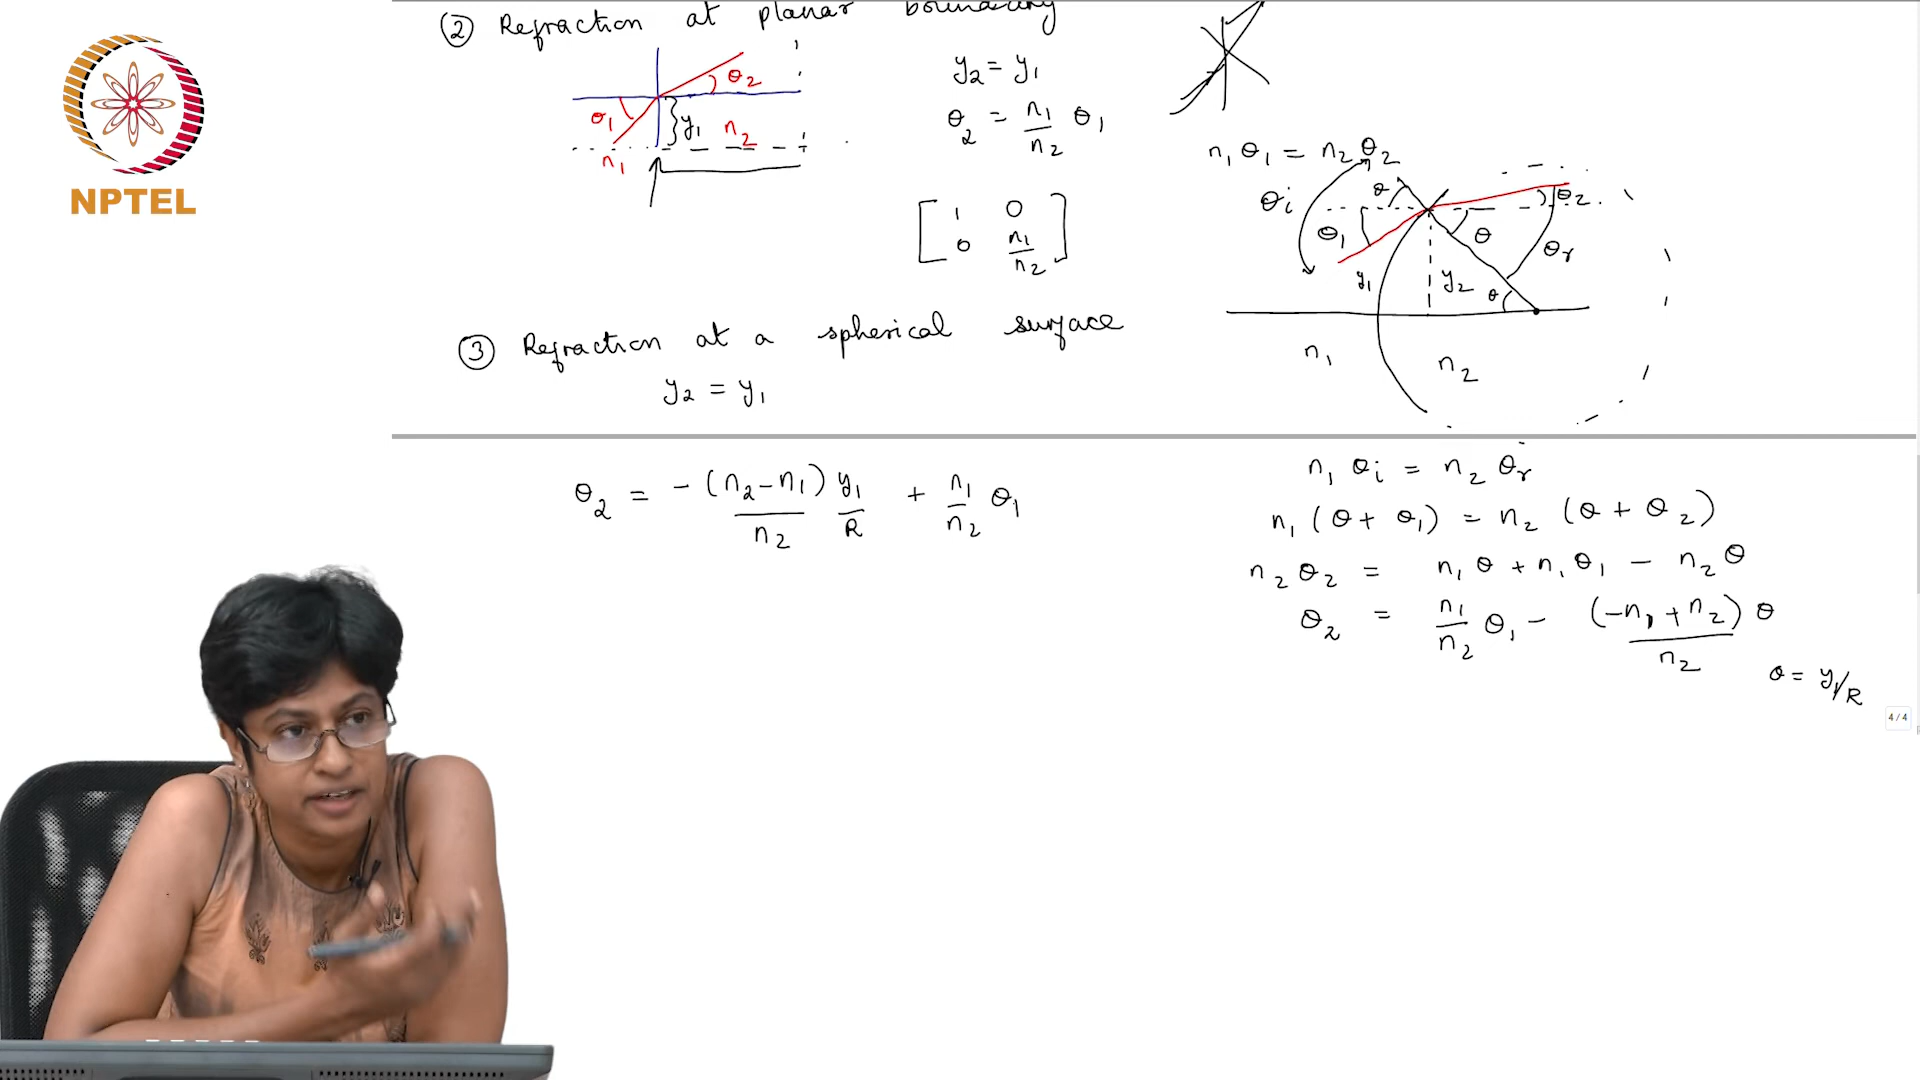 NPTEL
② Refraction at planar boundary
θ₁
θ₂
y₁
n₂
n₁
y₂ = y₁
θ₂ = n₁/n₂ θ₁
[1 0
0 n₁/n₂]
n₁ θ₁ = n₂ θ₂
θi
θ
θ₂
θ₁
θ
θr
y₁
y₂
θ
n₁
n₂
③ Refraction at a spherical surface
y₂ = y₁
θ₂ = -(n₂-n₁)/n₂ y₁/R + n₁/n₂ θ₁
n₁ θi = n₂ θr
n₁ (θ + θ₁) = n₂ (θ + θ₂)
n₂ θ₂ = n₁ θ + n₁ θ₁ - n₂ θ
θ₂ = n₁/n₂ θ₁ - (-n₁ + n₂) θ/n₂
θ = y₁/R
4/4